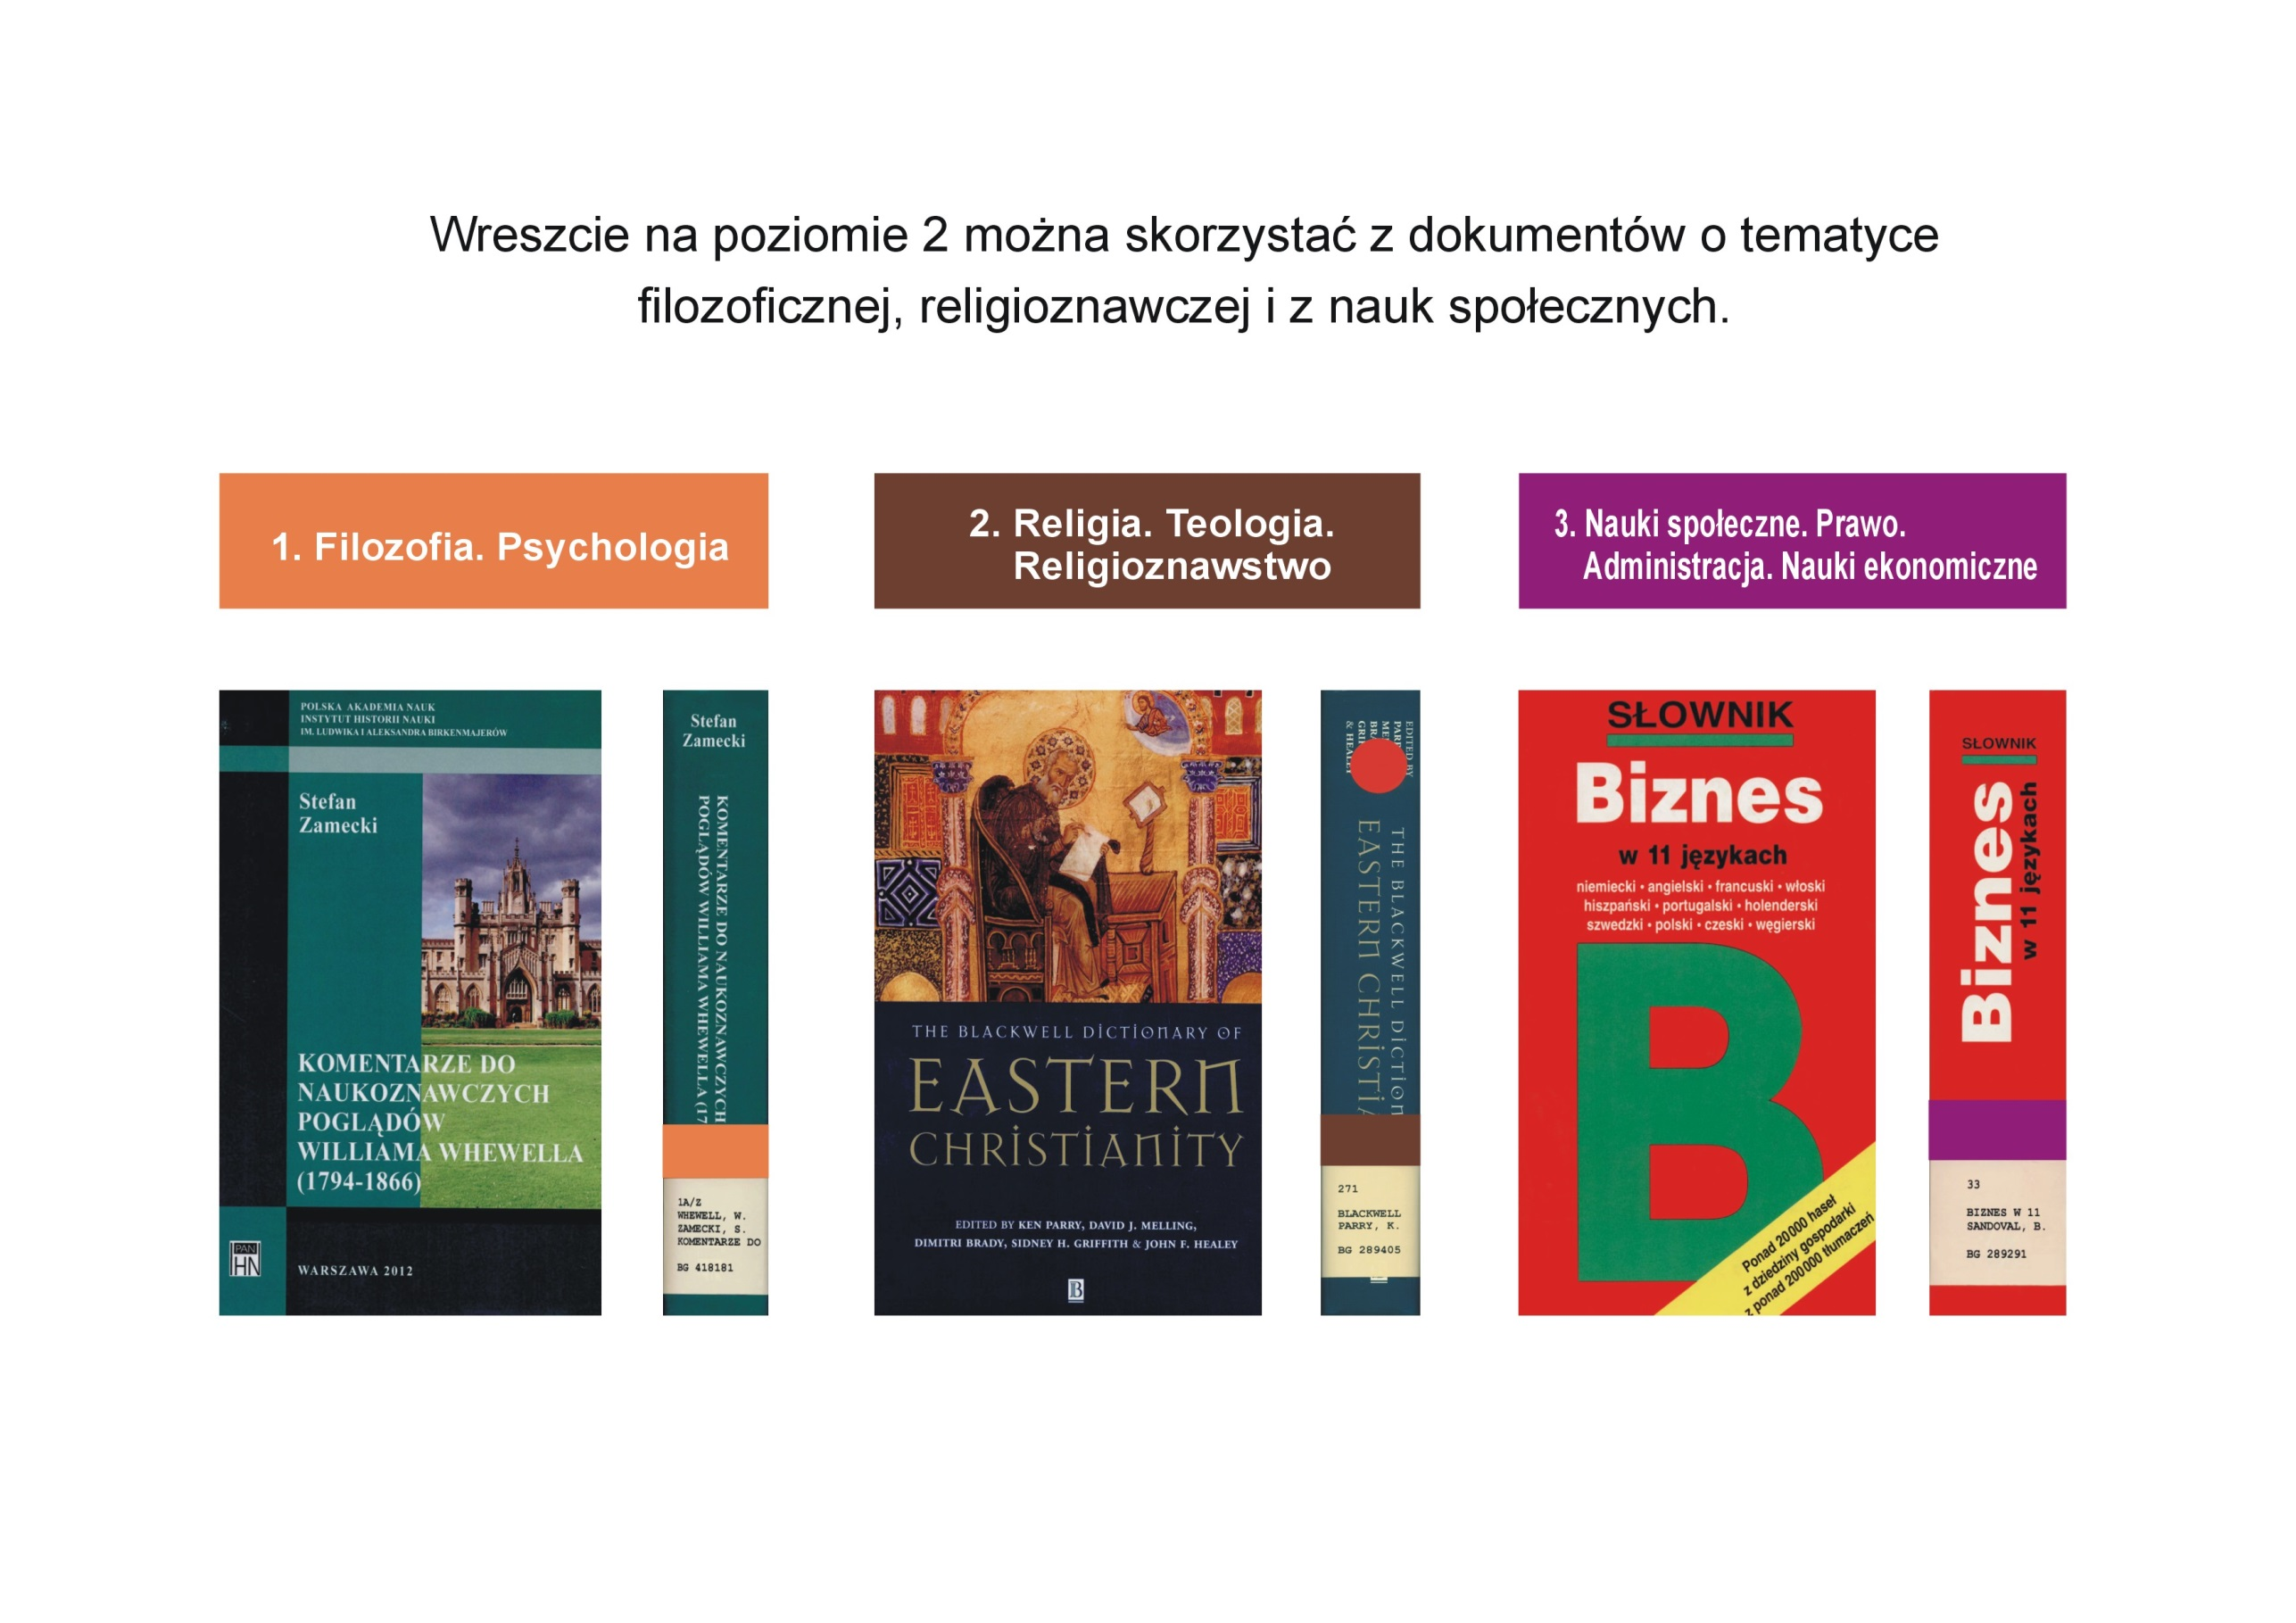 Wreszcie na poziomie 2 można skorzystać z dokumentów o tematyce
filozoficznej, religioznawczej i z nauk społecznych.
1. Filozofia. Psychologia
2. Religia. Teologia.
Religioznawstwo
3. Nauki społeczne. Prawo.
Administracja. Nauki ekonomiczne
POLSKA AKADEMIA NAUK
INSTYTUT HISTORII NAUKI
IM. LUDWIKA I ALEKSANDRA BIRKENMAJERÓW
Stefan
Zamecki
KOMENTARZE DO
NAUKOZNAWCZYCH
POGLĄDÓW
WILLIAMA WHEWELLA
(1794-1866)
PAN
HN
WARSZAWA 2012
Stefan
Zamecki
KOMENTARZE DO NAUKOZNAWCZYCH
POGLĄDÓW WILLIAMA WHEWELLA (17
1A/Z
WHEWELL, W.
ZAMECKI, S.
KOMENTARZE DO
BG 418181
THE BLACKWELL DICTIONARY OF
EASTERN
CHRISTIANITY
EDITED BY KEN PARRY, DAVID J. MELLING,
DIMITRI BRADY, SIDNEY H. GRIFFITH & JOHN F. HEALEY
B
EDITED BY
& HEALEY
THE BLACKWELL DICTION
EASTERN CHRISTIA
271
BLACKWELL
PARRY, K.
BG 289405
SŁOWNIK
Biznes
w 11 językach
niemiecki • angielski • francuski • włoski
hiszpański • portugalski • holenderski
szwedzki • polski • czeski • węgierski
B
Ponad 20000 haseł
z dziedziny gospodarki
z ponad 200000 tłumaczeń
SŁOWNIK
Biznes
w 11 językach
33
BIZNES W 11
SANDOVAL, B.
BG 289291